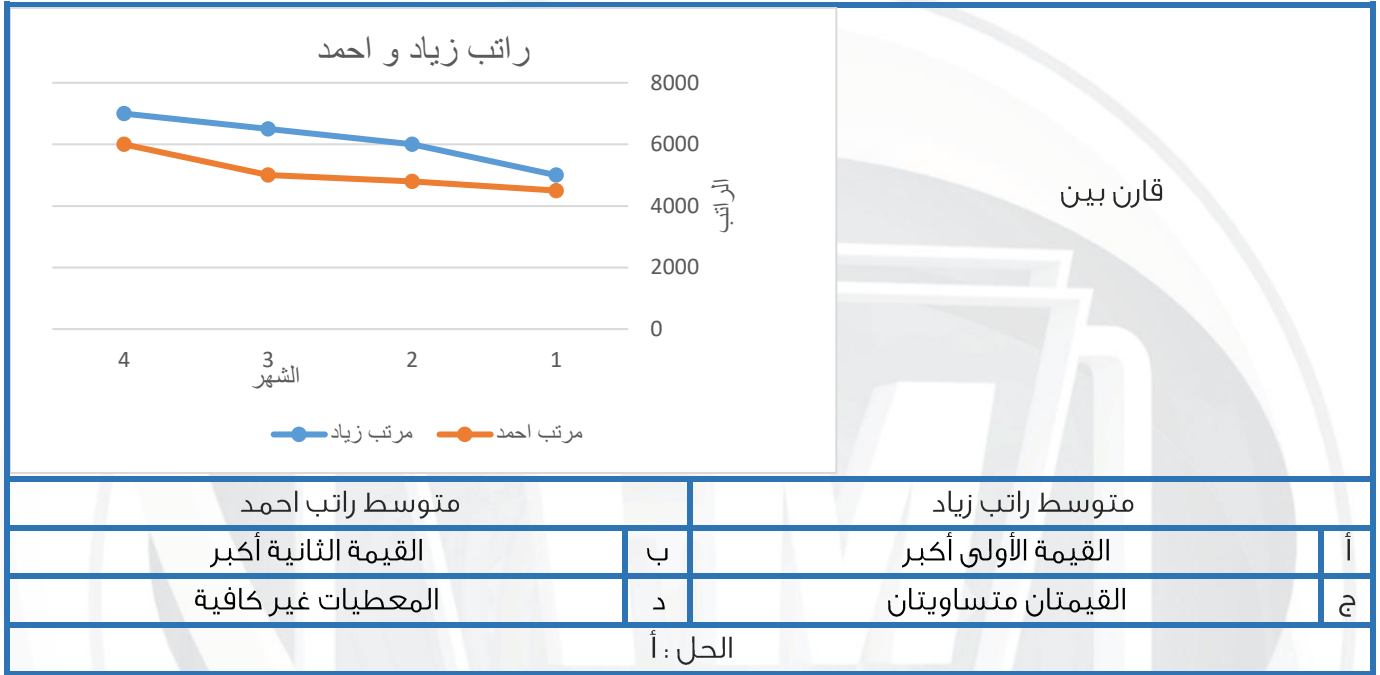 قارن بين
راتب زياد و احمد
8000
6000
4000
2000
0
الراتب
1 2 3 4
الشهر
مرتب احمد مرتب زياد
متوسط راتب زياد متوسط راتب احمد
أ القيمة الأولى أكبر ب القيمة الثانية أكبر
ج القيمتان متساويتان د المعطيات غير كافية
الحل : أ